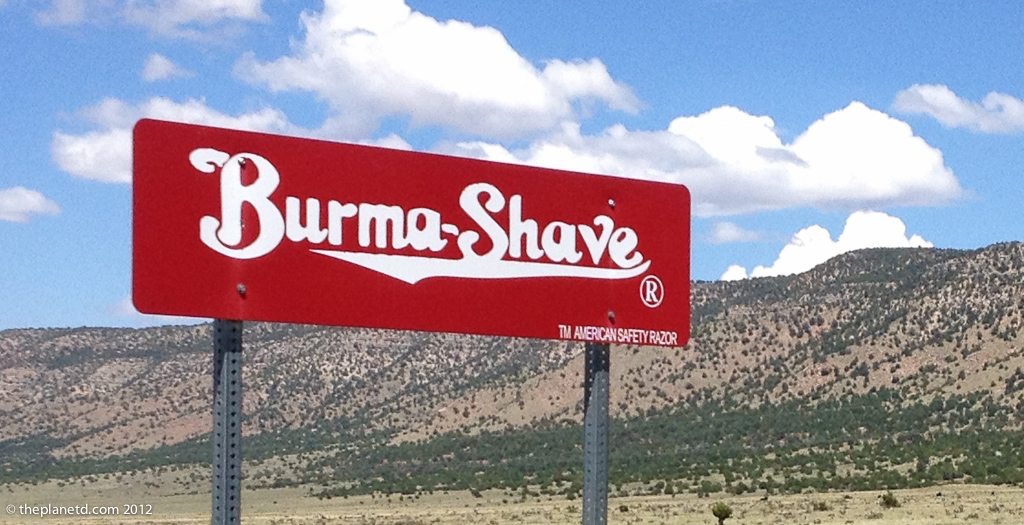 Burma-Shave
®
TM AMERICAN SAFETY RAZOR
© theplanetd.com 2012